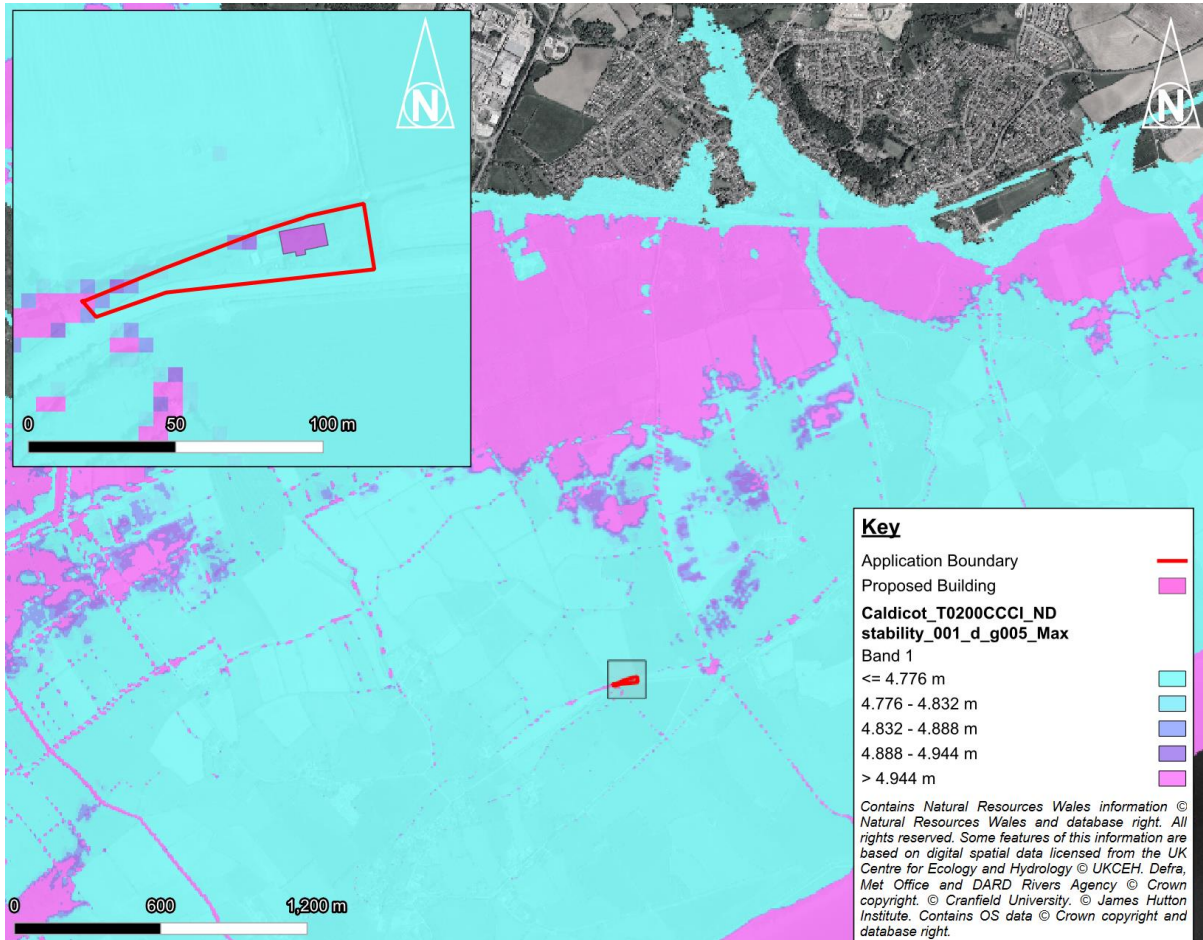 N
N
0 50 100 m
Key
Application Boundary
Proposed Building
Caldicot_T0200CCCI_ND
stability_001_d_g005_Max
Band 1
<= 4.776 m
4.776 - 4.832 m
4.832 - 4.888 m
4.888 - 4.944 m
> 4.944 m
Contains Natural Resources Wales information ©
Natural Resources Wales and database right. All
rights reserved. Some features of this information are
based on digital spatial data licensed from the UK
Centre for Ecology and Hydrology © UKCEH. Defra,
Met Office and DARD Rivers Agency © Crown
copyright. © Cranfield University. © James Hutton
Institute. Contains OS data © Crown copyright and
database right.
0 600 1,200 m